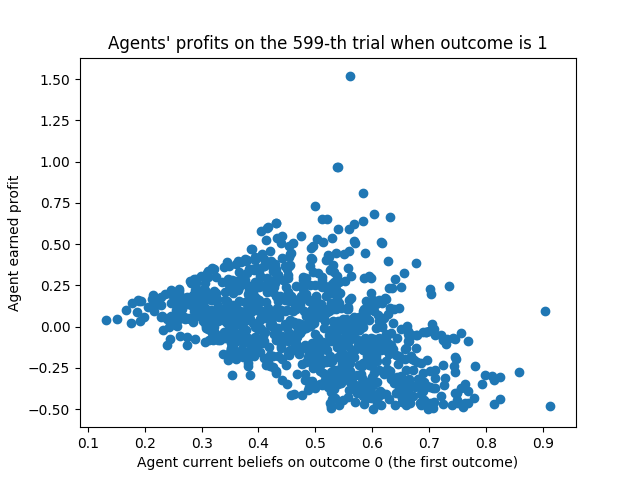 Agents' profits on the 599-th trial when outcome is 1
Agent earned profit
1.50
1.25
1.00
0.75
0.50
0.25
0.00
−0.25
−0.50
0.1 0.2 0.3 0.4 0.5 0.6 0.7 0.8 0.9
Agent current beliefs on outcome 0 (the first outcome)